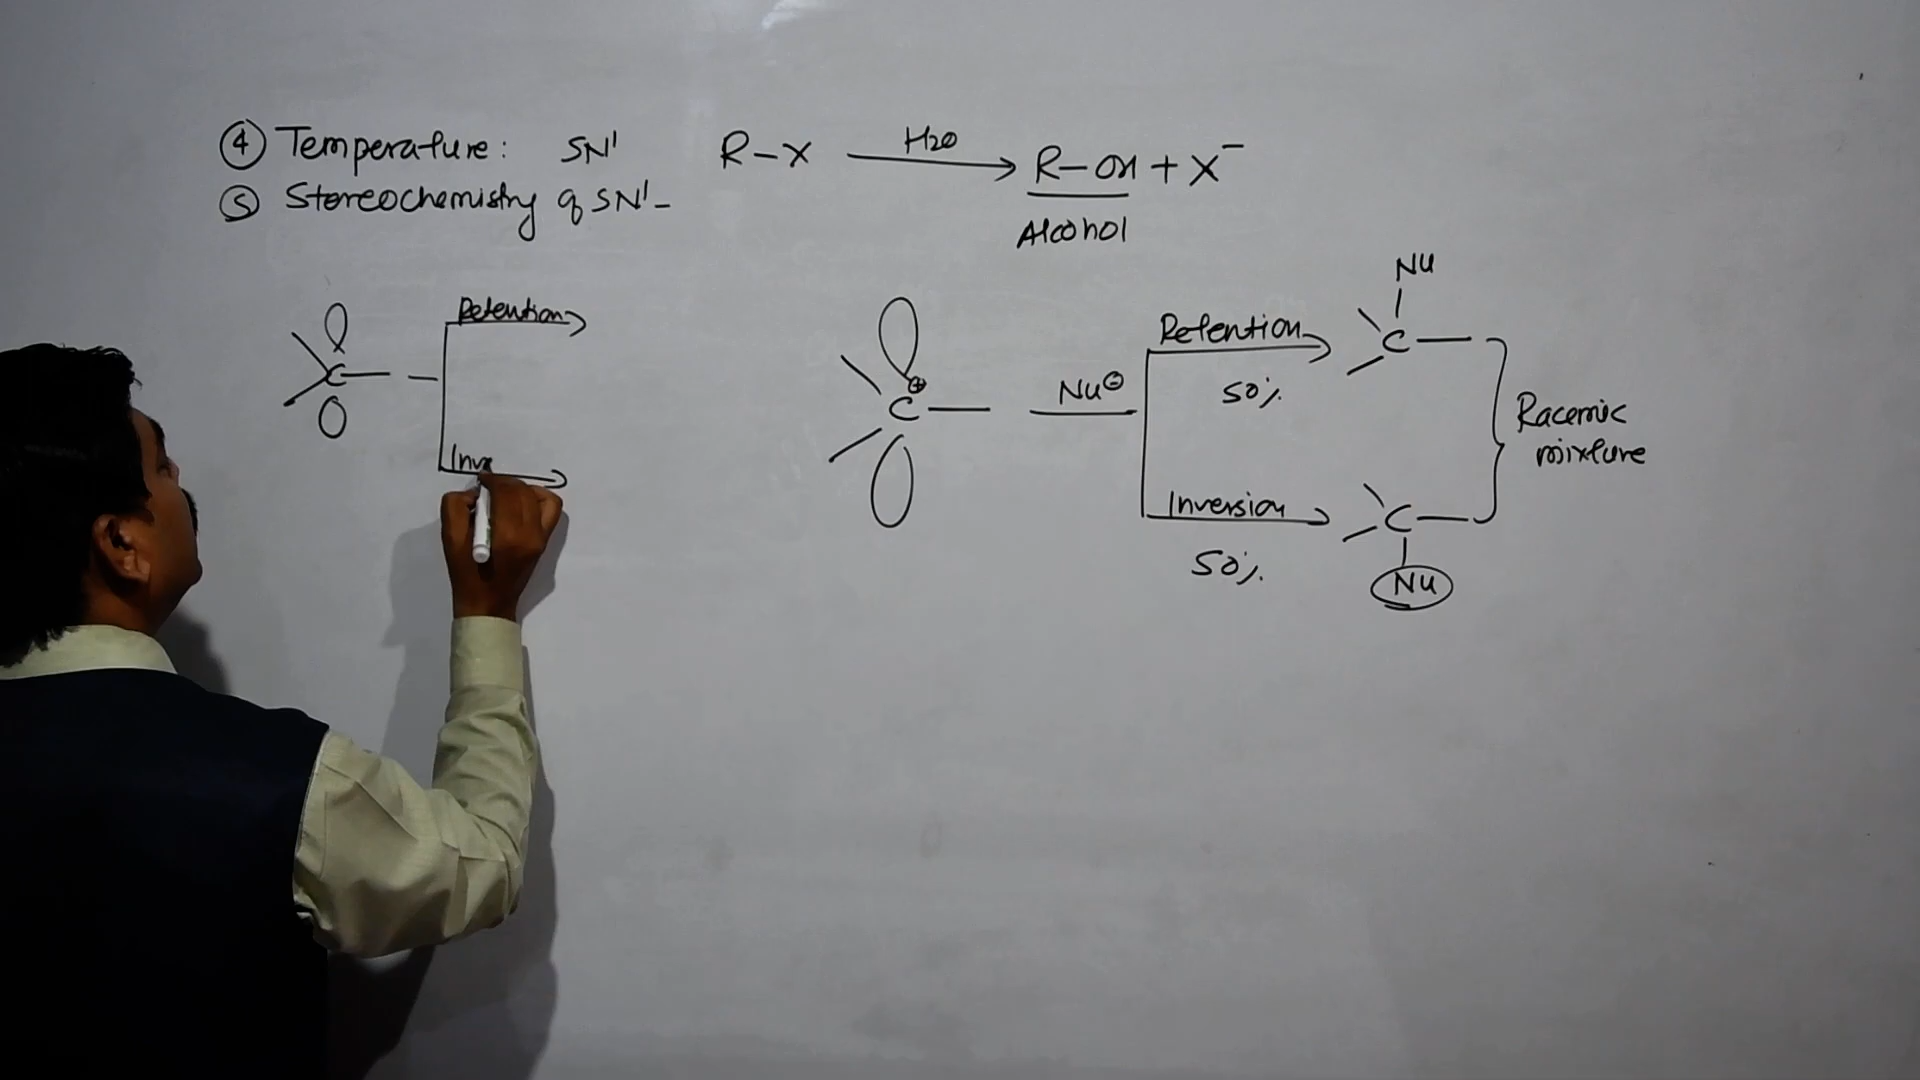 ④ Temperature: SN¹ R-X H2O R-OH + X⁻
⑤ Stereochemistry of SN¹-
Alcohol
Nu
Retention
C
Inve
C⊕
Nu⊖
Retention
50%
Inversion
50%
C
C
Nu
Racemic
mixture